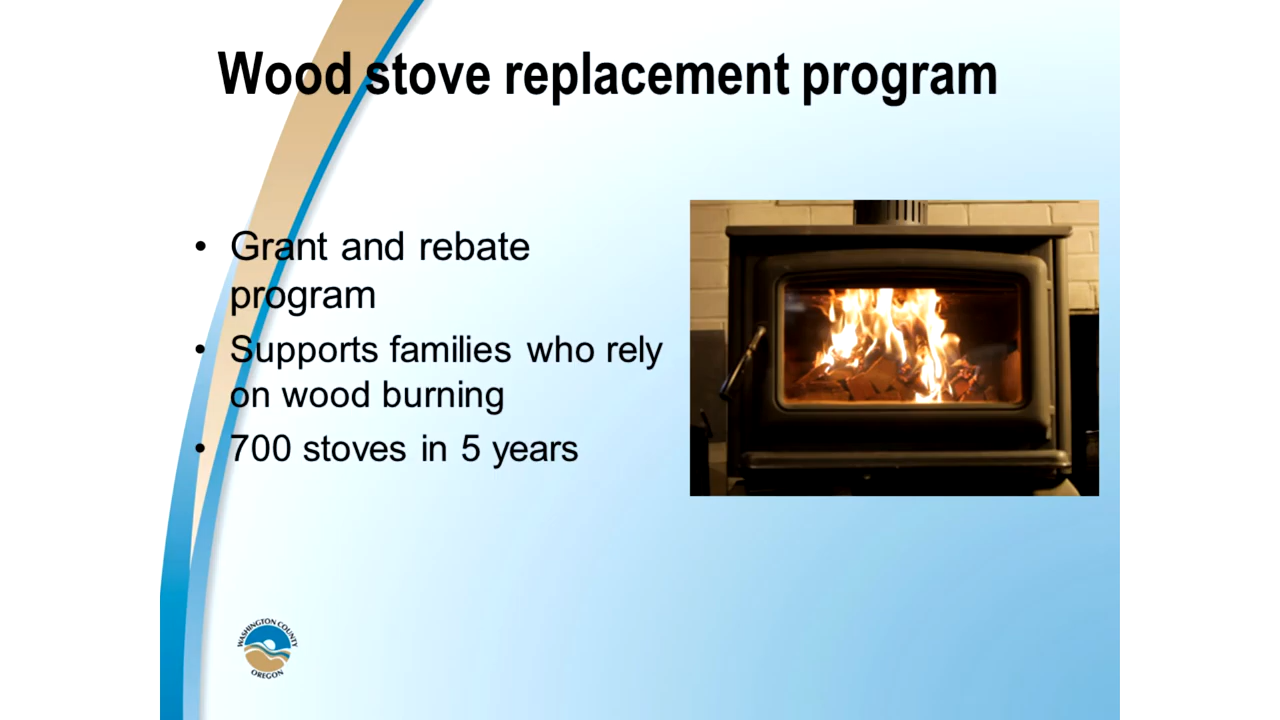 Wood stove replacement program
• Grant and rebate
program
• Supports families who rely
on wood burning
• 700 stoves in 5 years
WASHINGTON COUNTY
OREGON